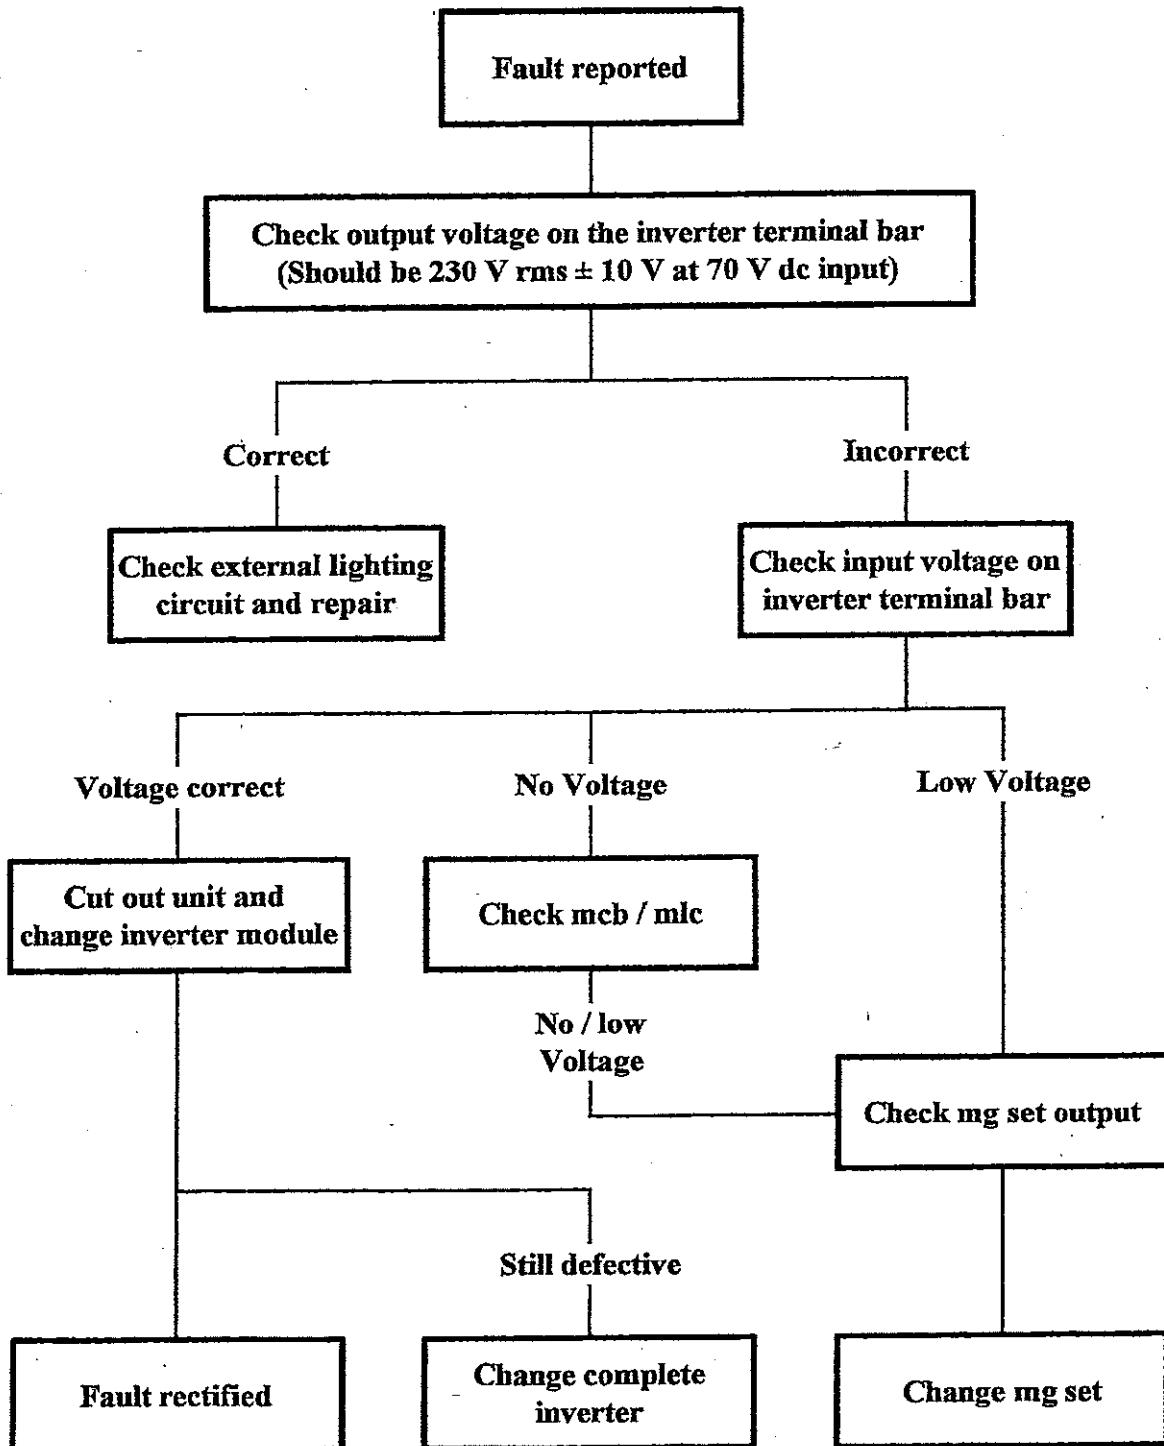 Fault reported
Check output voltage on the inverter terminal bar
(Should be 230 V rms ± 10 V at 70 V dc input)
Correct
Incorrect
Check external lighting
circuit and repair
Check input voltage on
inverter terminal bar
Voltage correct
No Voltage
Low Voltage
Cut out unit and
change inverter module
Check mcb / mlc
No / low
Voltage
Check mg set output
Still defective
Fault rectified
Change complete
inverter
Change mg set